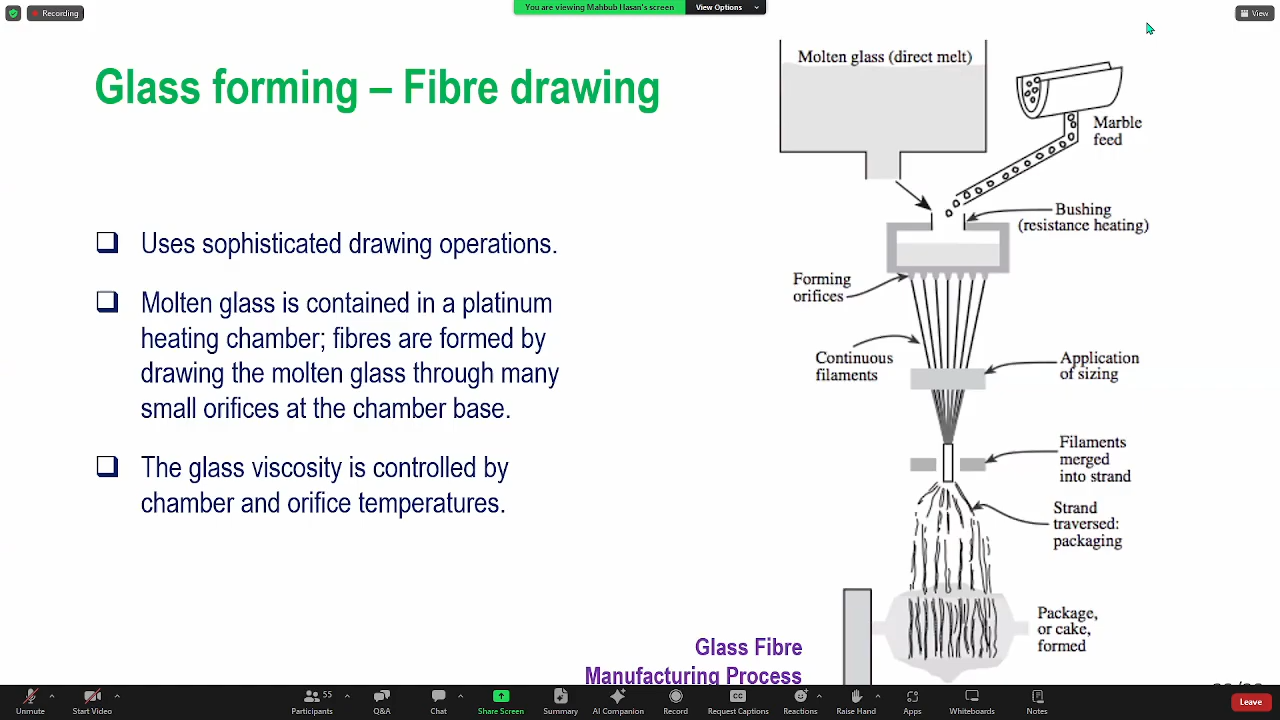 Recording
You are viewing Mahbub Hasan's screen
View Options
View
Glass forming – Fibre drawing
Uses sophisticated drawing operations.
Molten glass is contained in a platinum
heating chamber; fibres are formed by
drawing the molten glass through many
small orifices at the chamber base.
The glass viscosity is controlled by
chamber and orifice temperatures.
Molten glass (direct melt)
Marble
feed
Bushing
(resistance heating)
Forming
orifices
Continuous
filaments
Application
of sizing
Filaments
merged
into strand
Strand
traversed:
packaging
Package,
or cake,
formed
Glass Fibre
Manufacturing Process
Unmute
Start Video
55
Participants
Q&A
Chat
Share Screen
Summary
AI Companion
Record
CC
Request Captions
Reactions
Raise Hand
Apps
Whiteboards
Notes
Leave